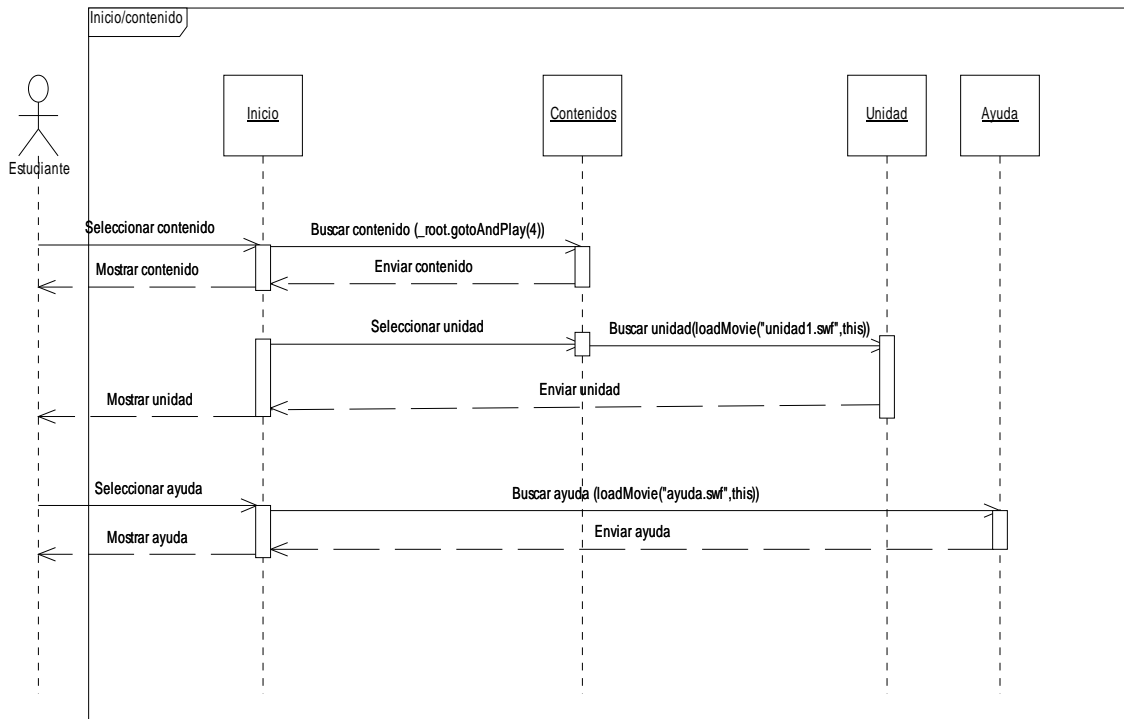 Inicio/contenido
Estudiante
Inicio
Contenidos
Unidad
Ayuda
Seleccionar contenido
Buscar contenido (_root.gotoAndPlay(4))
Mostrar contenido
Enviar contenido
Seleccionar unidad
Buscar unidad(loadMovie("unidad1.swf",this))
Mostrar unidad
Enviar unidad
Seleccionar ayuda
Buscar ayuda (loadMovie("ayuda.swf",this))
Mostrar ayuda
Enviar ayuda